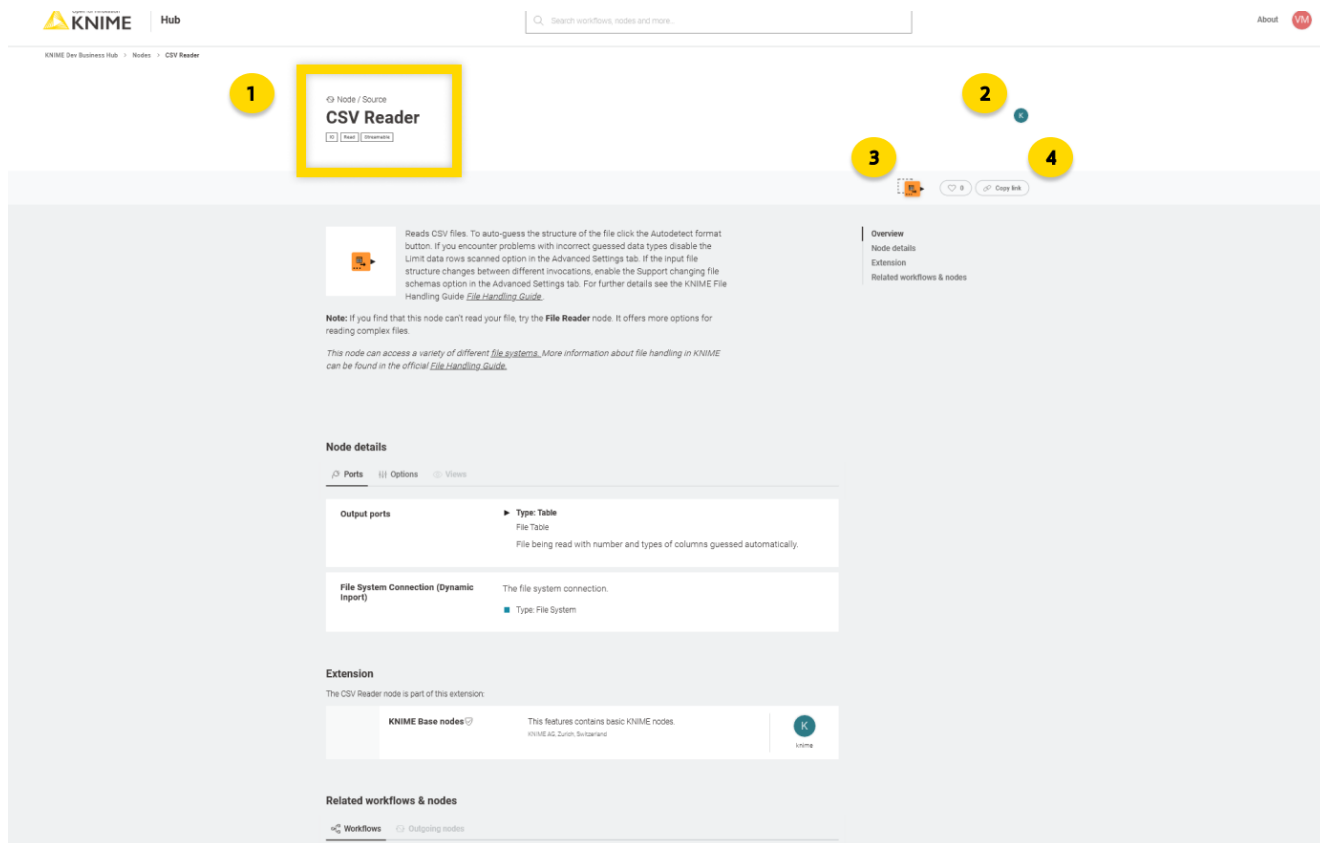 KNIME
Hub
Search workflows, nodes and more..
About
VM
KNIME Dev Business Hub > Nodes > CSV Reader
1
Node / Source
CSV Reader
IO Read Streamable
2
K
3
4
0
Copy link
Reads CSV files. To auto-guess the structure of the file click the Autodetect format
button. If you encounter problems with incorrect guessed data types disable the
Limit data rows scanned option in the Advanced Settings tab. If the input file
structure changes between different invocations, enable the Support changing file
schemas option in the Advanced Settings tab. For further details see the KNIME File
Handling Guide File Handling Guide.
Note: If you find that this node can't read your file, try the File Reader node. It offers more options for
reading complex files.
This node can access a variety of different file systems. More information about file handling in KNIME
can be found in the official File Handling Guide.
Overview
Node details
Extension
Related workflows & nodes
Node details
Ports Options Views
Output ports
Type: Table
File Table
File being read with number and types of columns guessed automatically.
File System Connection (Dynamic
Inport)
The file system connection.
Type: File System
Extension
The CSV Reader node is part of this extension:
KNIME Base nodes
This features contains basic KNIME nodes.
KNIME AG, Zurich, Switzerland
K
knime
Related workflows & nodes
Workflows Outgoing nodes